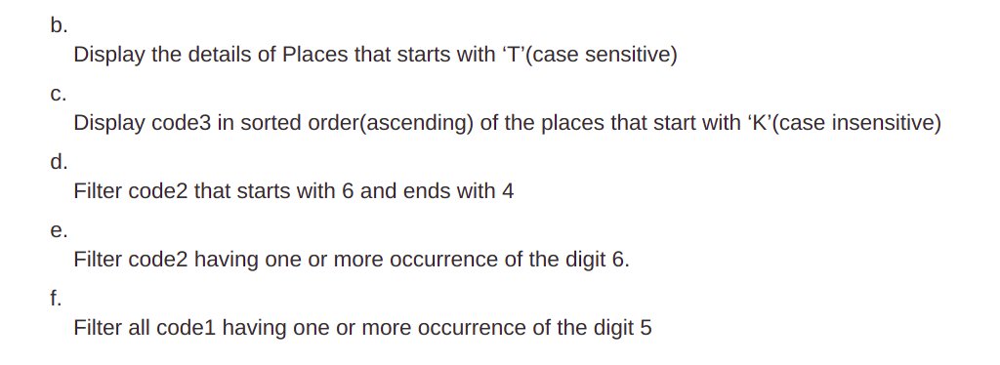 b.
Display the details of Places that starts with ‘T’(case sensitive)
c.
Display code3 in sorted order(ascending) of the places that start with ‘K’(case insensitive)
d.
Filter code2 that starts with 6 and ends with 4
e.
Filter code2 having one or more occurrence of the digit 6.
f.
Filter all code1 having one or more occurrence of the digit 5